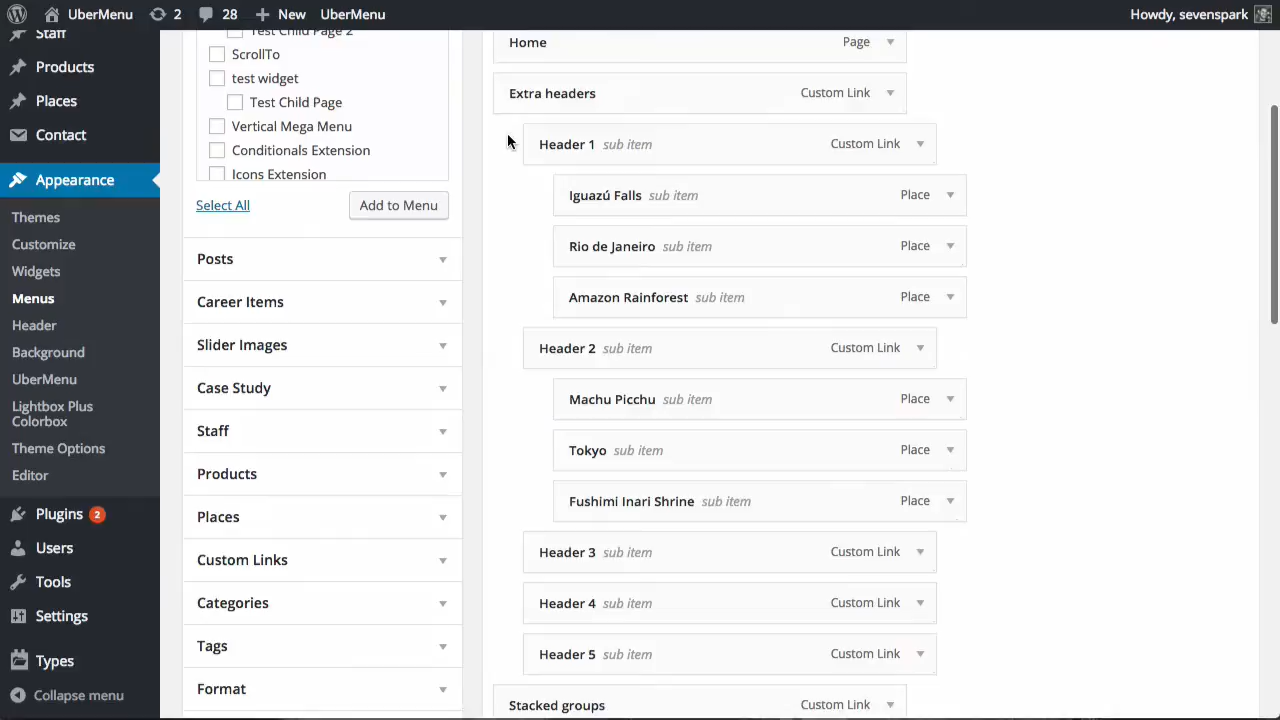 UberMenu 2 28 + New UberMenu Howdy, sevenspark
Staff
Products
Places
Contact
Appearance
Themes
Customize
Widgets
Menus
Header
Background
UberMenu
Lightbox Plus
Colorbox
Theme Options
Editor
Plugins 2
Users
Tools
Settings
Types
Collapse menu
Test Child Page 2
ScrollTo
test widget
Test Child Page
Vertical Mega Menu
Conditionals Extension
Icons Extension
Select All Add to Menu
Posts
Career Items
Slider Images
Case Study
Staff
Products
Places
Custom Links
Categories
Tags
Format
Home Page
Extra headers Custom Link
Header 1 sub item Custom Link
Iguazú Falls sub item Place
Rio de Janeiro sub item Place
Amazon Rainforest sub item Place
Header 2 sub item Custom Link
Machu Picchu sub item Place
Tokyo sub item Place
Fushimi Inari Shrine sub item Place
Header 3 sub item Custom Link
Header 4 sub item Custom Link
Header 5 sub item Custom Link
Stacked groups Custom Link